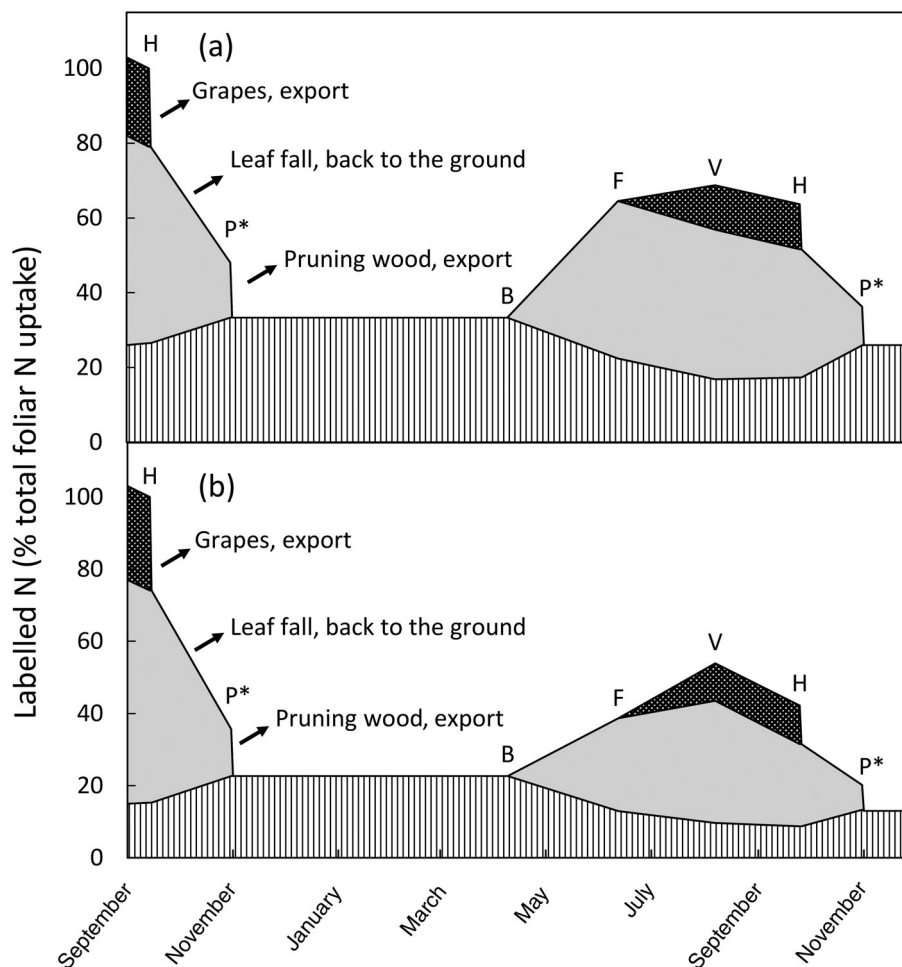 Labelled N (% total foliar N uptake)
(a)
H
100
Grapes, export
80
Leaf fall, back to the ground
F
V
H
60
P*
Pruning wood, export
40
B
P*
20
0
(b)
H
100
Grapes, export
80
Leaf fall, back to the ground
V
60
P*
F
H
Pruning wood, export
40
B
P*
20
0
September
November
January
March
May
July
September
November